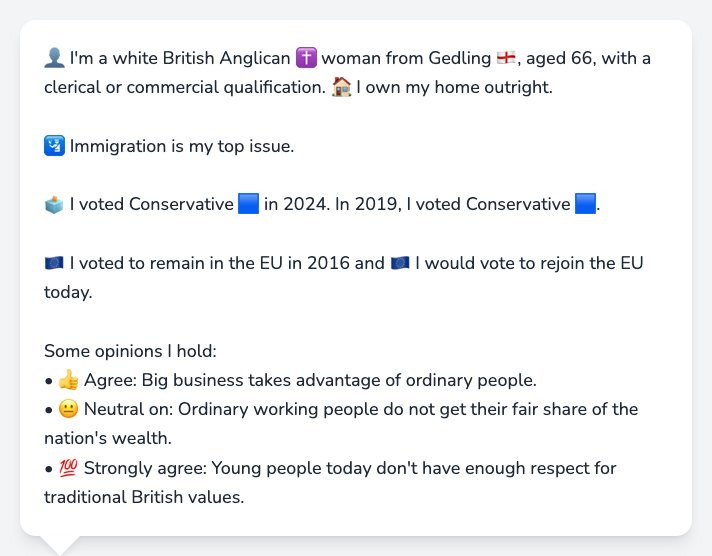 👤 I'm a white British Anglican ✝️ woman from Gedling 🏴󠁧󠁢󠁥󠁮󠁧󠁿, aged 66, with a
clerical or commercial qualification. 🏠 I own my home outright.
🛂 Immigration is my top issue.
🗳️ I voted Conservative 🟦 in 2024. In 2019, I voted Conservative 🟦.
🇪🇺 I voted to remain in the EU in 2016 and 🇪🇺 I would vote to rejoin the EU
today.
Some opinions I hold:
• 👍 Agree: Big business takes advantage of ordinary people.
• 😐 Neutral on: Ordinary working people do not get their fair share of the
nation's wealth.
• 💯 Strongly agree: Young people today don't have enough respect for
traditional British values.